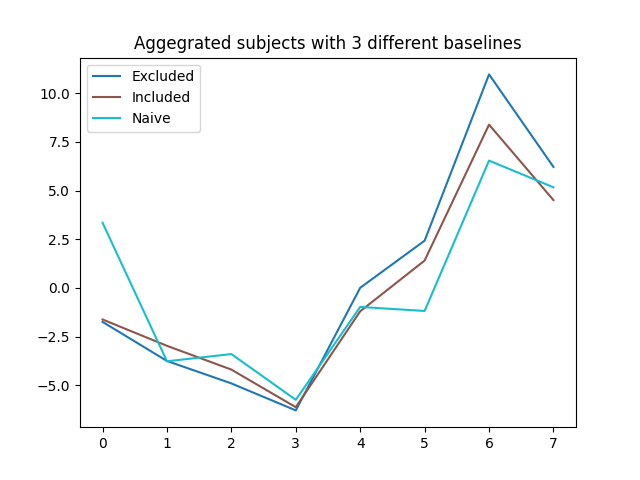 Aggegrated subjects with 3 different baselines
Excluded
Included
Naive
10.0
7.5
5.0
2.5
0.0
−2.5
−5.0
0 1 2 3 4 5 6 7